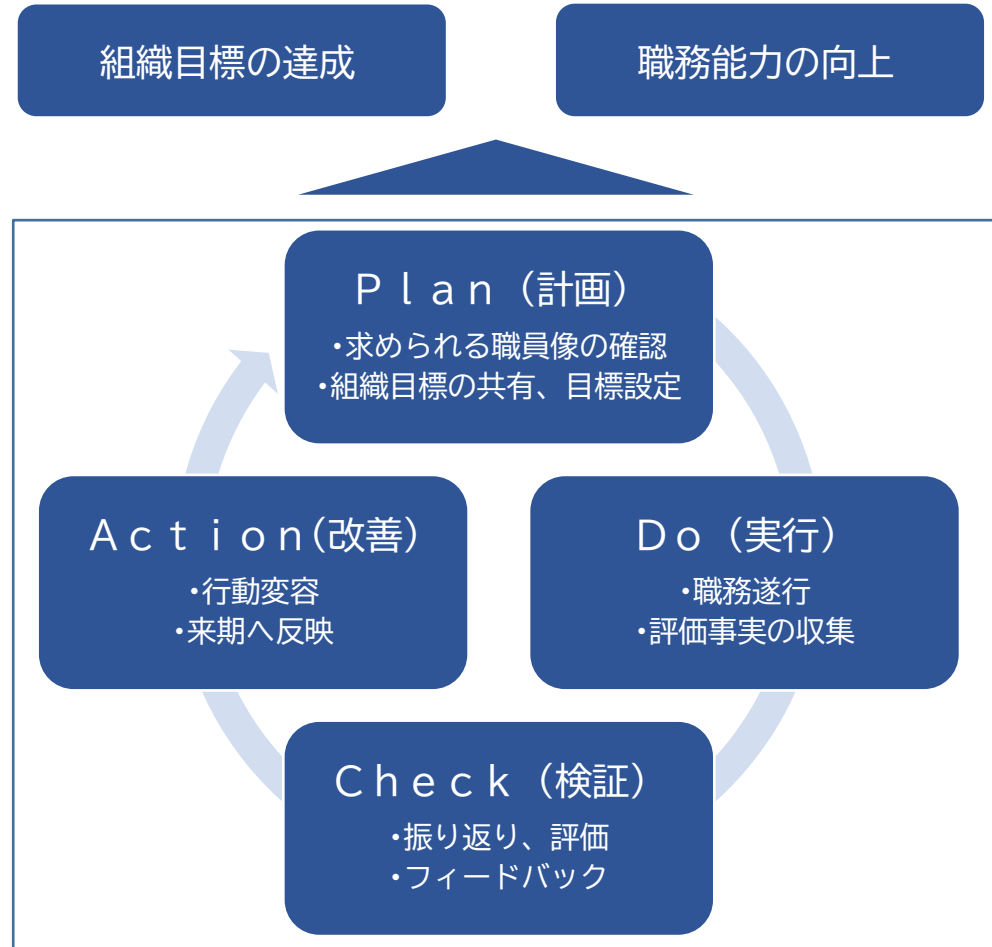 組織目標の達成
職務能力の向上
Ｐｌａｎ（計画）
・求められる職員像の確認
・組織目標の共有、目標設定
Ａｃｔｉｏｎ（改善）
・行動変容
・来期へ反映
Ｄｏ（実行）
・職務遂行
・評価事実の収集
Ｃｈｅｃｋ（検証）
・振り返り、評価
・フィードバック